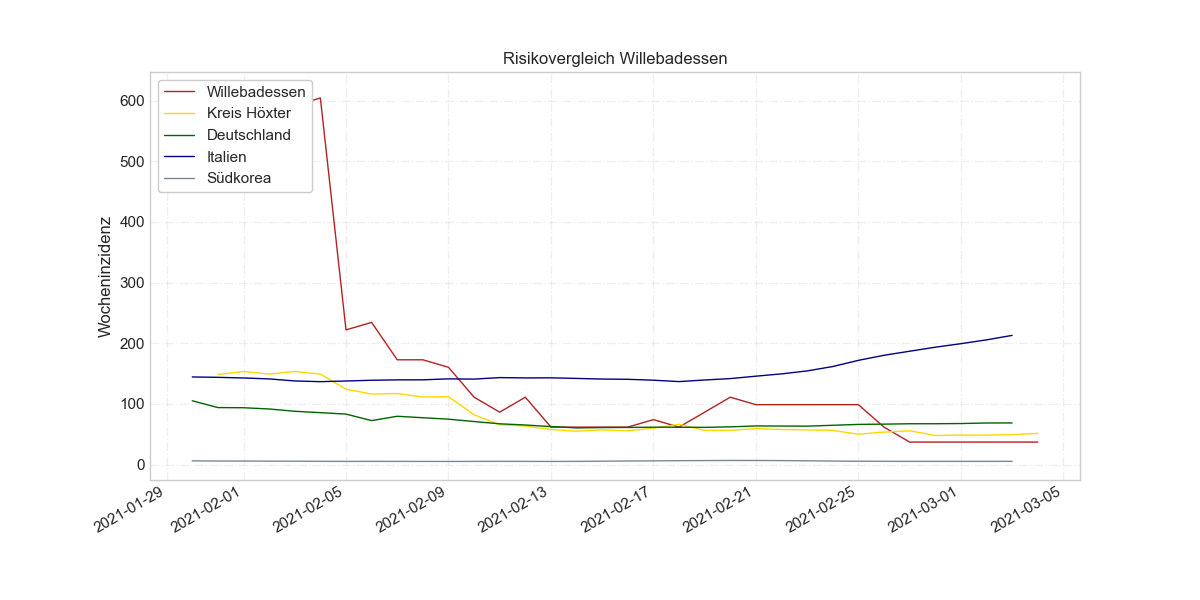 Risikovergleich Willebadessen
Willebadessen
Kreis Höxter
Deutschland
Italien
Südkorea
Wocheninzidenz
600
500
400
300
200
100
0
2021-01-29
2021-02-01
2021-02-05
2021-02-09
2021-02-13
2021-02-17
2021-02-21
2021-02-25
2021-03-01
2021-03-05